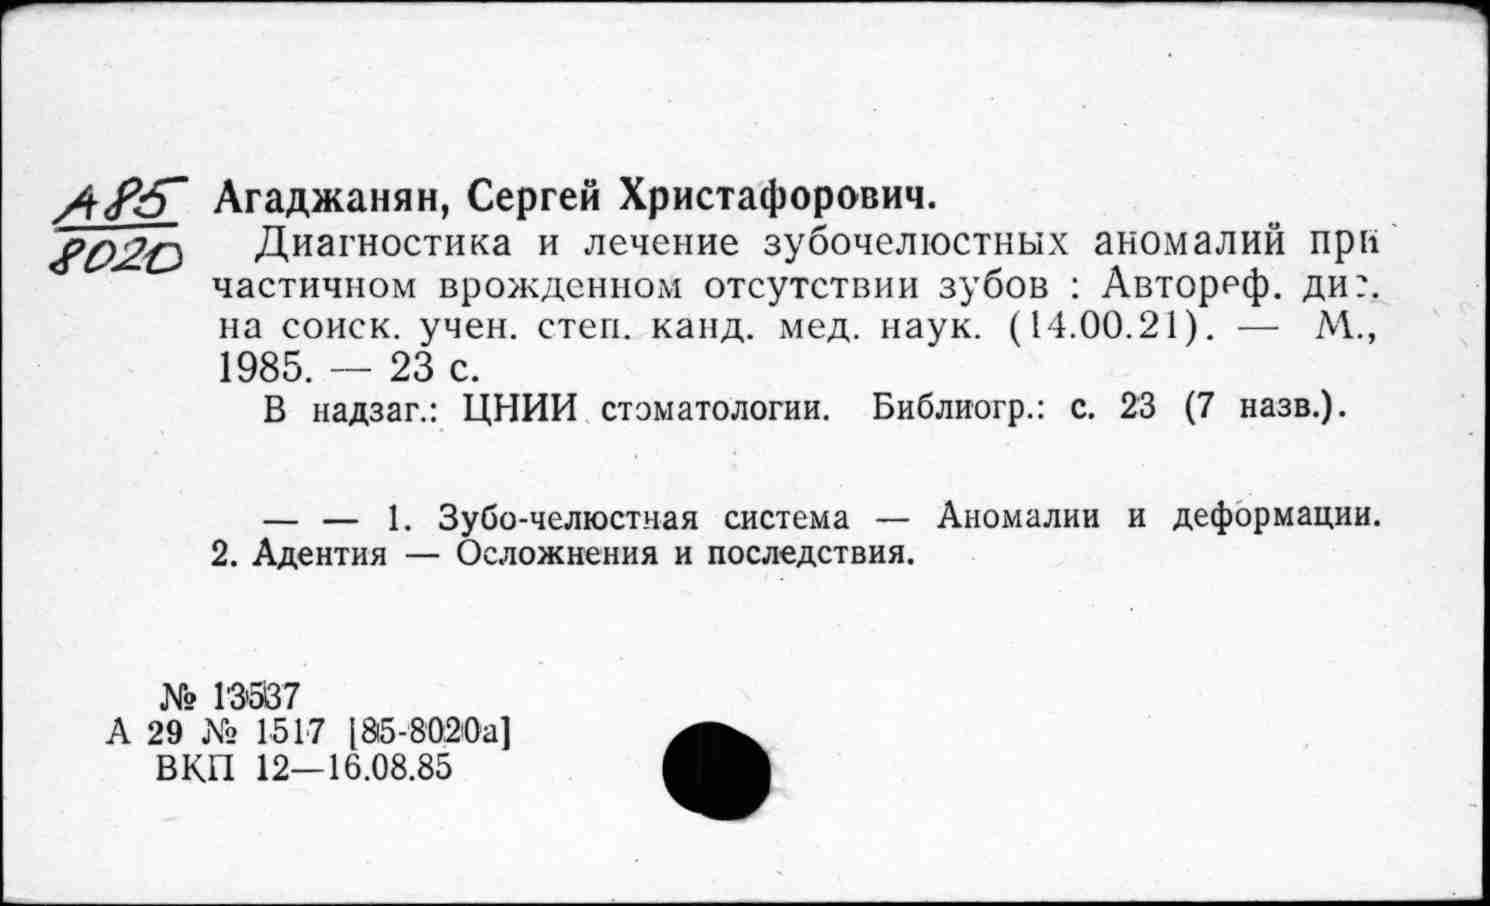 А85
8020
Агаджанян, Сергей Христафорович.
Диагностика и лечение зубочелюстных аномалий при
частичном врожденном отсутствии зубов : Автореф. дис.
на соиск. учен. степ. канд. мед. наук. (14.00.21). — М.,
1985. — 23 с.
В надзаг.: ЦНИИ стоматологии. Библиогр.: с. 23 (7 назв.).
— — 1. Зубо-челюстная система — Аномалии и деформации.
2. Адентия — Осложнения и последствия.
№ 13537
А 29 № 1517 [85-8020а]
ВКП 12—16.08.85